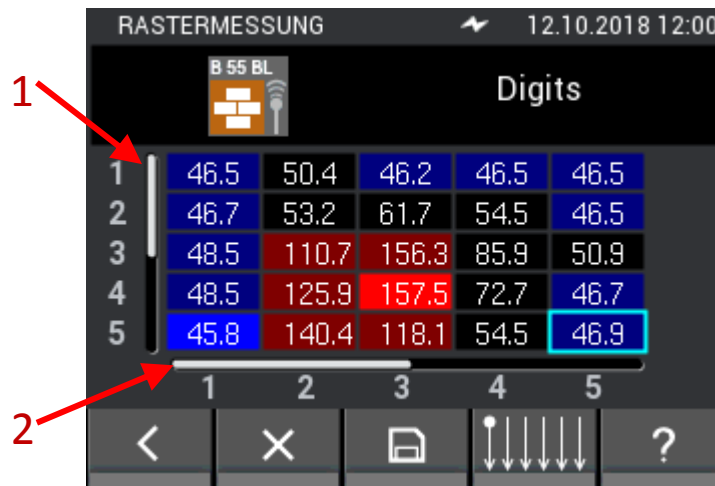 RASTERMESSUNG 12.10.2018 12:00
B 55 BL
Digits
1
1 46.5 50.4 46.2 46.5 46.5
2 46.7 53.2 61.7 54.5 46.5
3 48.5 110.7 156.3 85.9 50.9
4 48.5 125.9 157.5 72.7 46.7
5 45.8 140.4 118.1 54.5 46.9
1 2 3 4 5
2
?